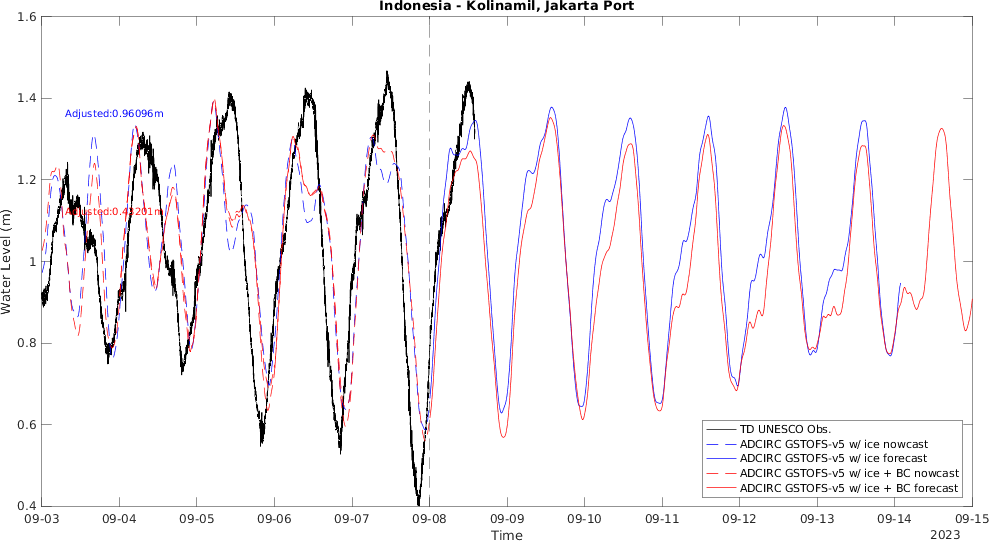 Indonesia - Kolinamil, Jakarta Port
1.6
1.4
1.2
1
0.8
0.6
0.4
Water Level (m)
Adjusted:0.96096m
Adjusted:0.43201m
TD UNESCO Obs.
ADCIRC GSTOFS-v5 w/ ice nowcast
ADCIRC GSTOFS-v5 w/ ice forecast
ADCIRC GSTOFS-v5 w/ ice + BC nowcast
ADCIRC GSTOFS-v5 w/ ice + BC forecast
09-03 09-04 09-05 09-06 09-07 09-08 09-09 09-10 09-11 09-12 09-13 09-14 09-15
Time
2023